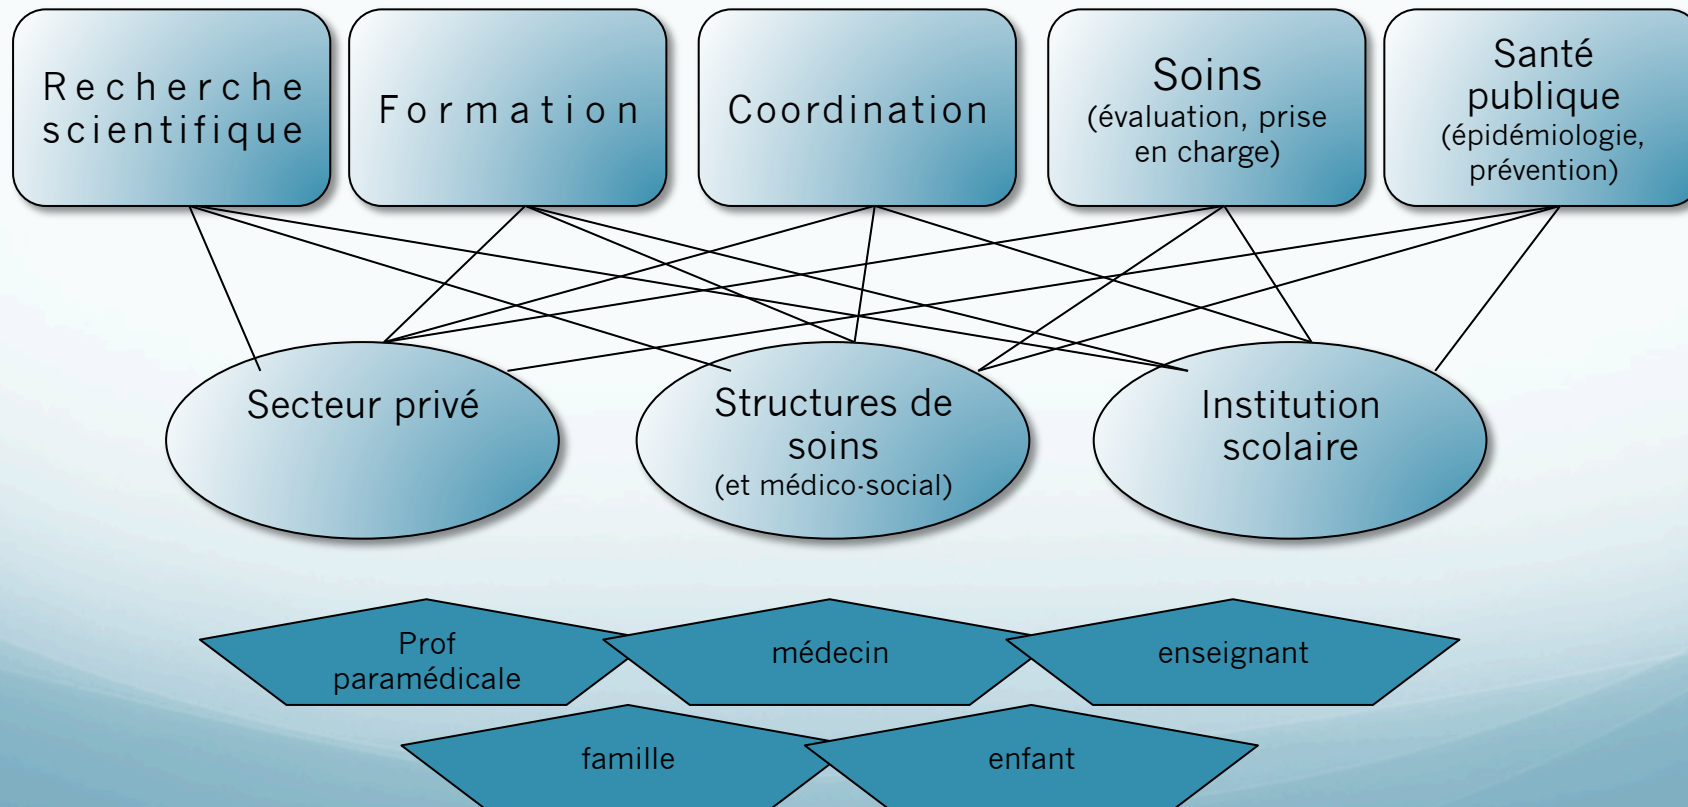 Recherche
scientifique
Formation
Coordination
Soins
(évaluation, prise
en charge)
Santé
publique
(épidémiologie,
prévention)
Secteur privé
Structures de
soins
(et médico-social)
Institution
scolaire
Prof
paramédicale
médecin
enseignant
famille
enfant